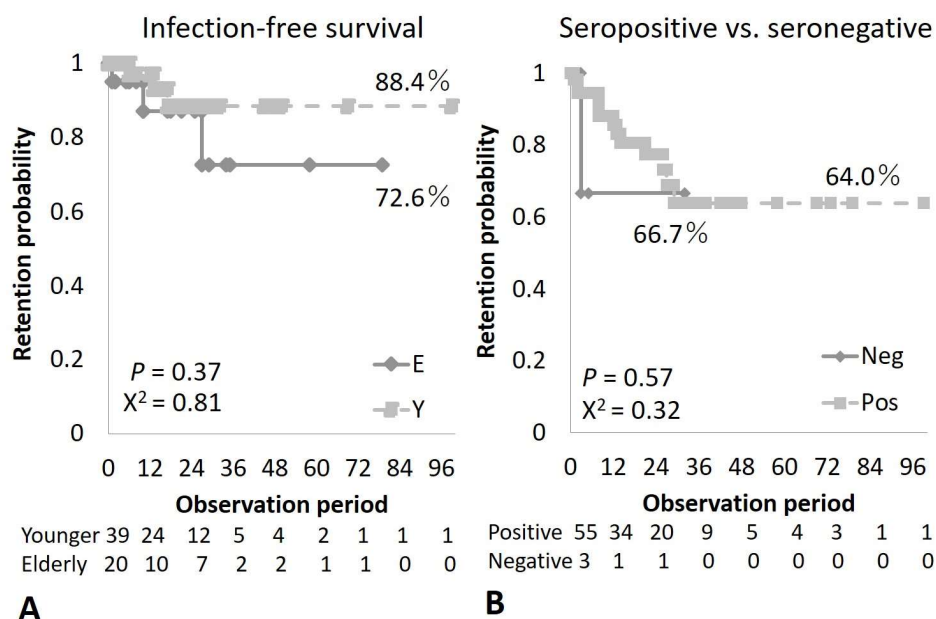 Infection-free survival
Retention probability
1
0.8
0.6
0.4
0.2
0
88.4%
72.6%
P = 0.37
X2 = 0.81
E
Y
0 12 24 36 48 60 72 84 96
Observation period
Younger 39 24 12 5 4 2 1 1 1
Elderly 20 10 7 2 2 1 1 0 0
A
Seropositive vs. seronegative
Retention probability
1
0.8
0.6
0.4
0.2
0
64.0%
66.7%
P = 0.57
X2 = 0.32
Neg
Pos
0 12 24 36 48 60 72 84 96
Observation period
Positive 55 34 20 9 5 4 3 1 1
Negative 3 1 1 0 0 0 0 0 0
B